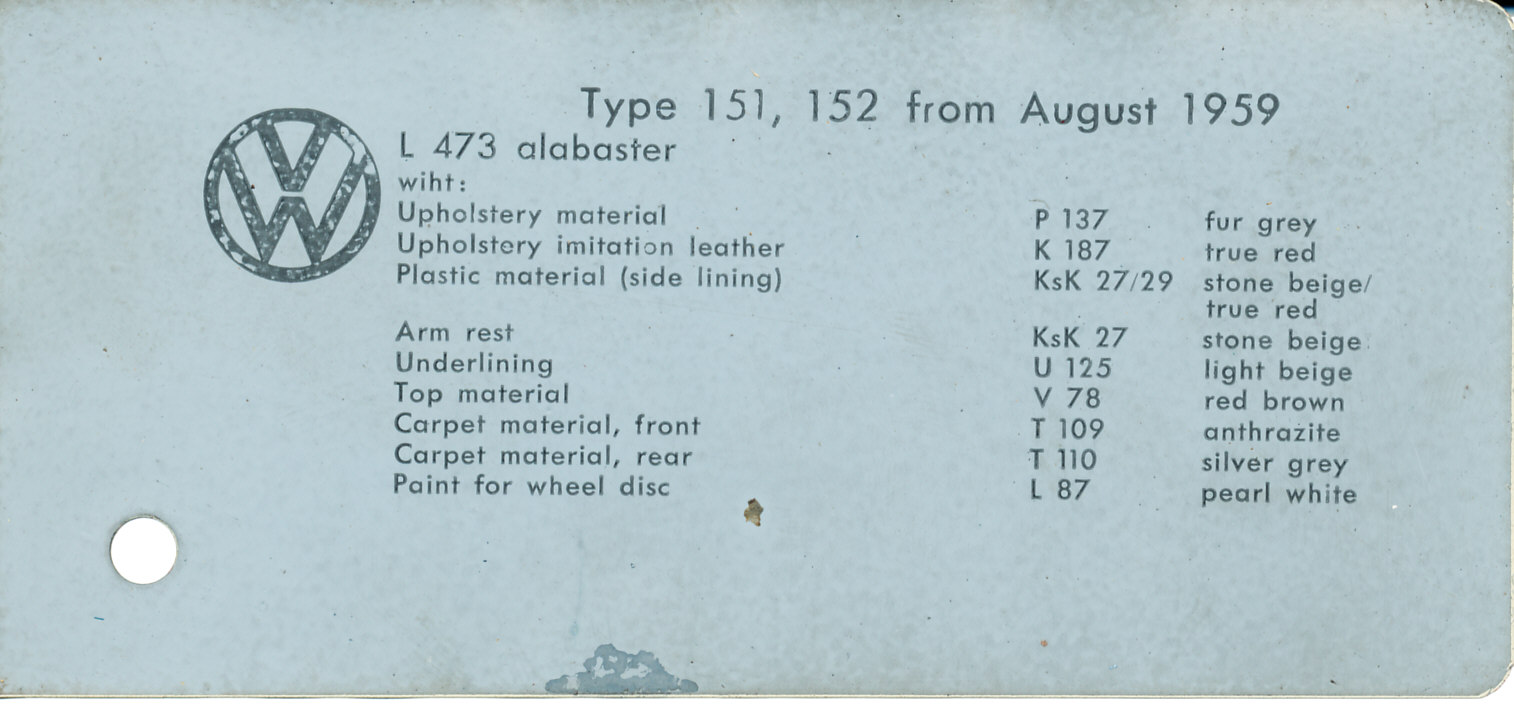 Type 151, 152 from August 1959
L 473 alabaster
wiht:
Upholstery material P 137 fur grey
Upholstery imitation leather K 187 true red
Plastic material (side lining) KsK 27/29 stone beige/
true red
Arm rest KsK 27 stone beige
Underlining U 125 light beige
Top material V 78 red brown
Carpet material, front T 109 anthrazite
Carpet material, rear T 110 silver grey
Paint for wheel disc L 87 pearl white